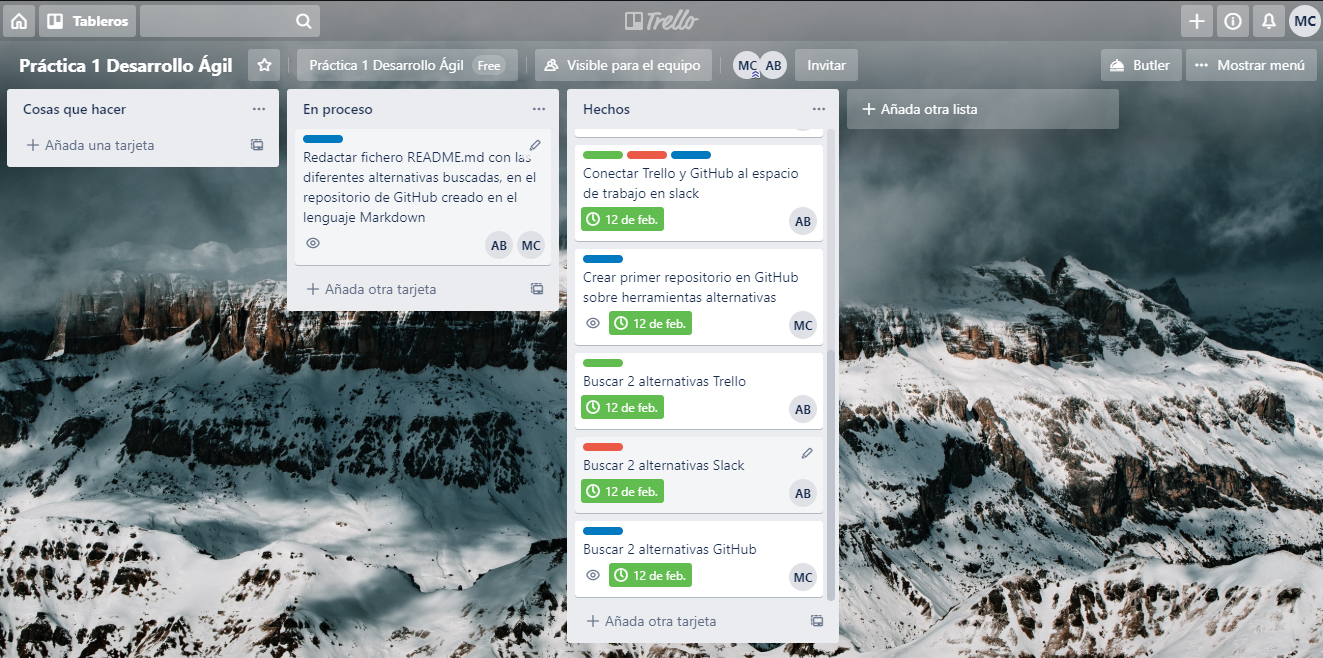 Tableros
Trello
MC
Práctica 1 Desarrollo Ágil
Práctica 1 Desarrollo Ágil Free
Visible para el equipo
MC AB
Invitar
Butler
Mostrar menú
Cosas que hacer
Añada una tarjeta
En proceso
Redactar fichero README.md con las
diferentes alternativas buscadas, en el
repositorio de GitHub creado en el
lenguaje Markdown
AB MC
Añada otra tarjeta
Hechos
Conectar Trello y GitHub al espacio
de trabajo en slack
12 de feb.
AB
Crear primer repositorio en GitHub
sobre herramientas alternativas
12 de feb.
MC
Buscar 2 alternativas Trello
12 de feb.
AB
Buscar 2 alternativas Slack
12 de feb.
AB
Buscar 2 alternativas GitHub
12 de feb.
MC
Añada otra tarjeta
Añada otra lista